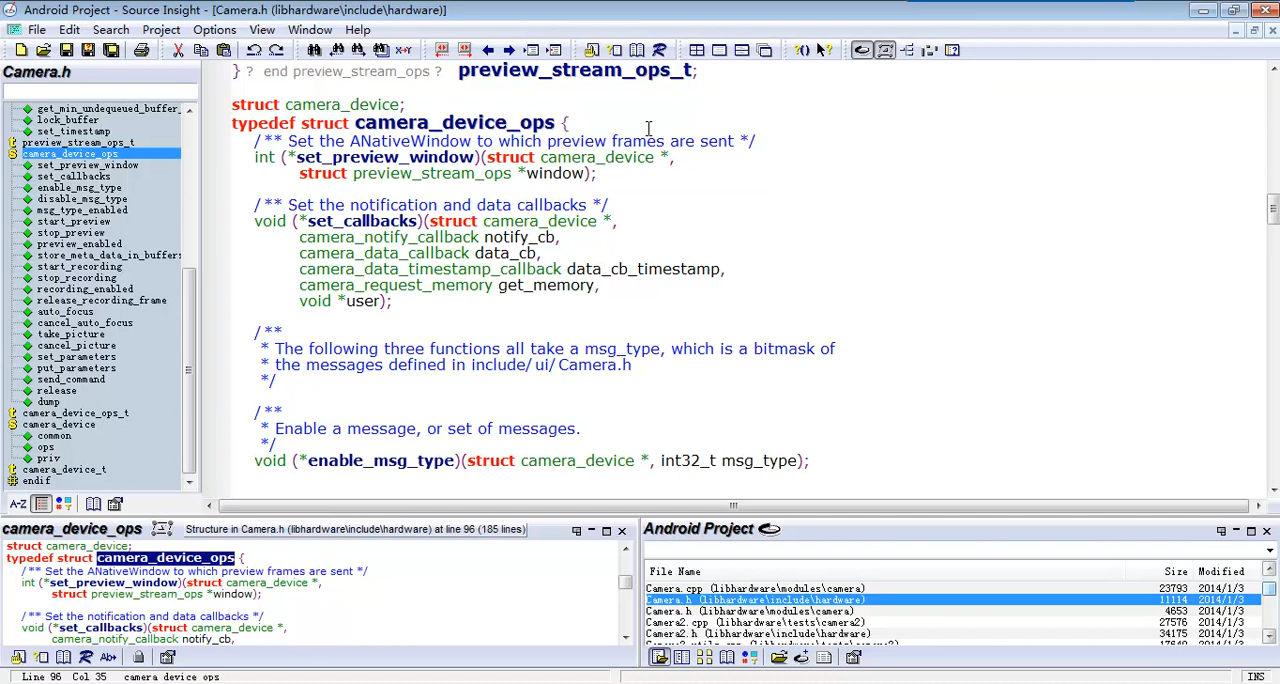 Android Project - Source Insight - [Camera.h (libhardware\include\hardware)]
File Edit Search Project Options View Window Help
Camera.h
get_min_undequeued_buffer_
lock_buffer
set_timestamp
preview_stream_ops_t
camera_device_ops
set_preview_window
set_callbacks
enable_msg_type
disable_msg_type
msg_type_enabled
start_preview
stop_preview
preview_enabled
store_meta_data_in_buffers
start_recording
stop_recording
recording_enabled
release_recording_frame
auto_focus
cancel_auto_focus
take_picture
cancel_picture
set_parameters
put_parameters
send_command
release
dump
camera_device_ops_t
camera_device
common
ops
priv
camera_device_t
endif
A-Z
} ? end preview_stream_ops ? preview_stream_ops_t;
struct camera_device;
typedef struct camera_device_ops {
/** Set the ANativeWindow to which preview frames are sent */
int (*set_preview_window)(struct camera_device *,
struct preview_stream_ops *window);
/** Set the notification and data callbacks */
void (*set_callbacks)(struct camera_device *,
camera_notify_callback notify_cb,
camera_data_callback data_cb,
camera_data_timestamp_callback data_cb_timestamp,
camera_request_memory get_memory,
void *user);
/**
* The following three functions all take a msg_type, which is a bitmask of
* the messages defined in include/ui/Camera.h
*/
/**
* Enable a message, or set of messages.
*/
void (*enable_msg_type)(struct camera_device *, int32_t msg_type);
camera_device_ops Structure in Camera.h (libhardware\include\hardware) at line 96 (185 lines)
struct camera_device;
typedef struct camera_device_ops {
/** Set the ANativeWindow to which preview frames are sent */
int (*set_preview_window)(struct camera_device *,
struct preview_stream_ops *window);
/** Set the notification and data callbacks */
void (*set_callbacks)(struct camera_device *,
camera_notify_callback notify_cb,
Android Project
File Name Size Modified
Camera.cpp (libhardware\modules\camera) 23793 2014/1/3
Camera.h (libhardware\include\hardware) 11114 2014/1/3
Camera.h (libhardware\modules\camera) 4653 2014/1/3
Camera2.cpp (libhardware\tests\camera2) 27576 2014/1/3
Camera2.h (libhardware\include\hardware) 34175 2014/1/3
Line 96 Col 35 camera_device_ops INS